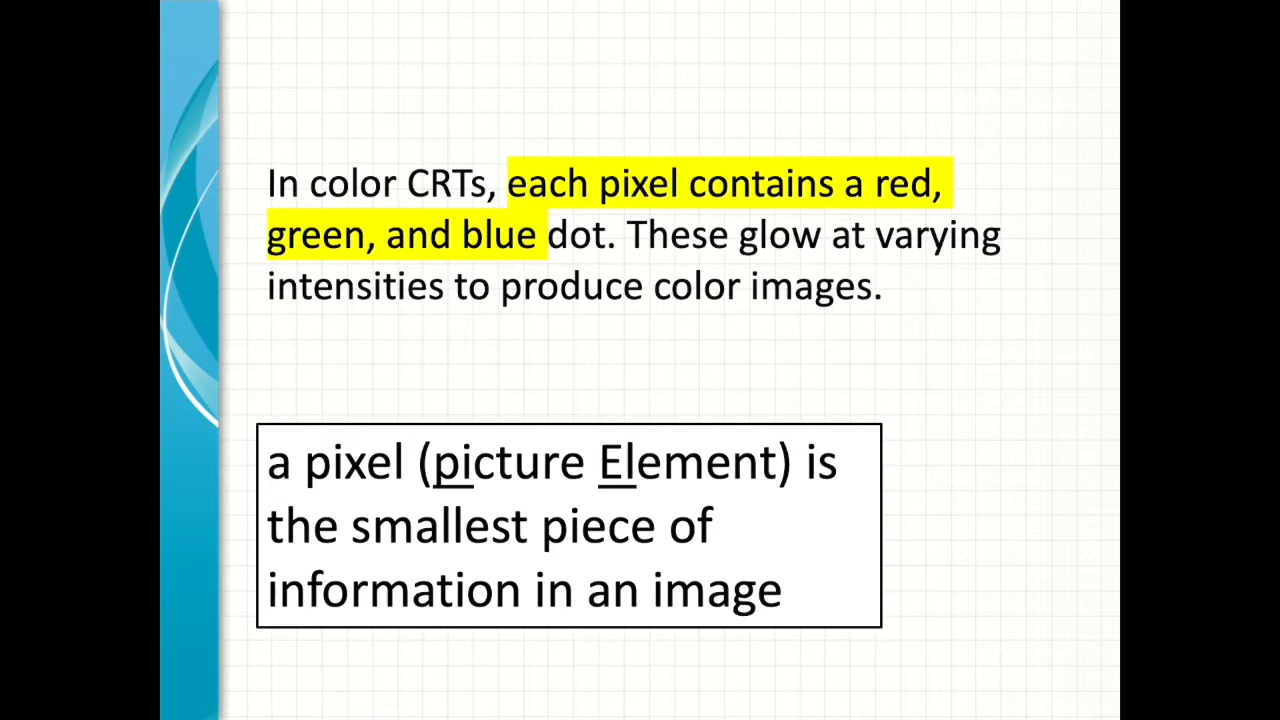 In color CRTs, each pixel contains a red,
green, and blue dot. These glow at varying
intensities to produce color images.
a pixel (picture Element) is
the smallest piece of
information in an image